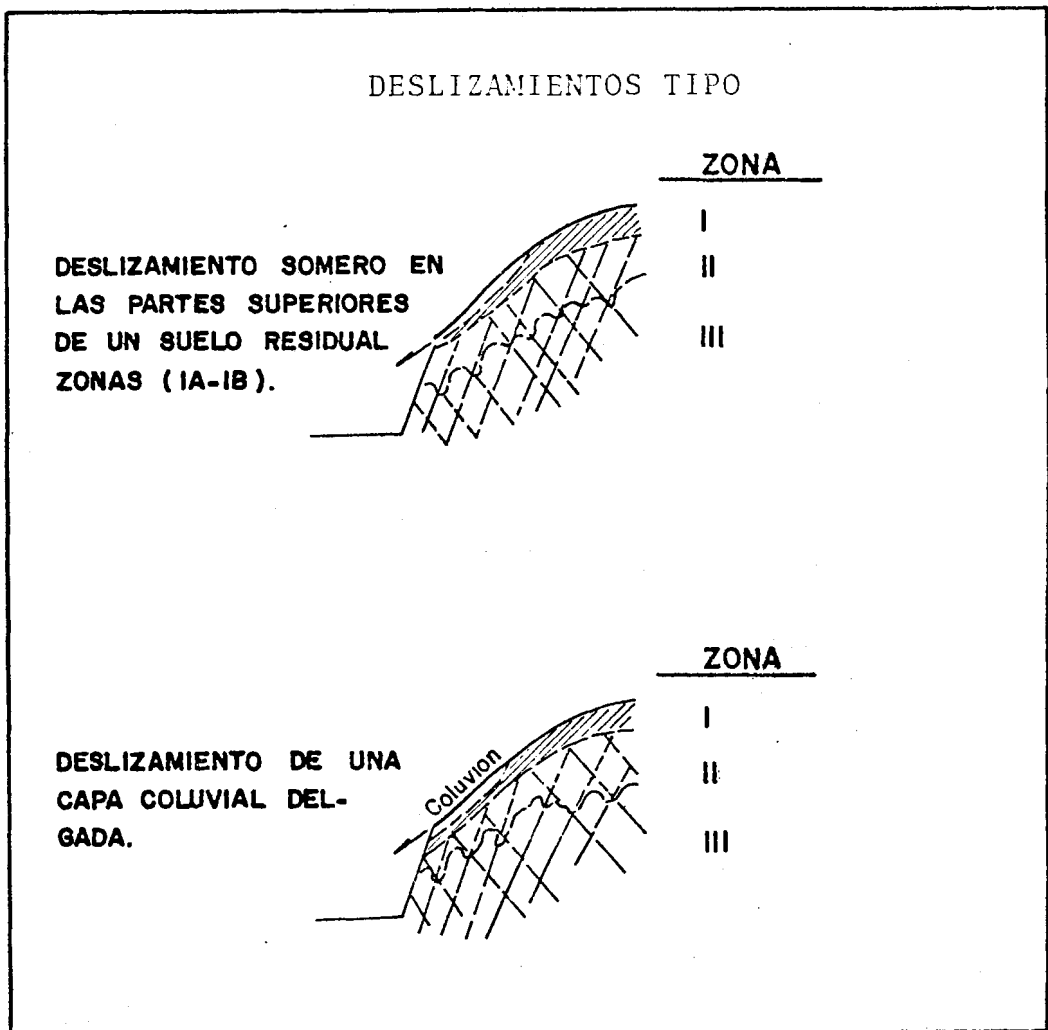 DESLIZAMIENTOS TIPO
ZONA
I
II
III
DESLIZAMIENTO SOMERO EN
LAS PARTES SUPERIORES
DE UN SUELO RESIDUAL
ZONAS (IA-IB).
ZONA
I
II
III
DESLIZAMIENTO DE UNA
CAPA COLUVIAL DEL-
GADA.
Coluvion